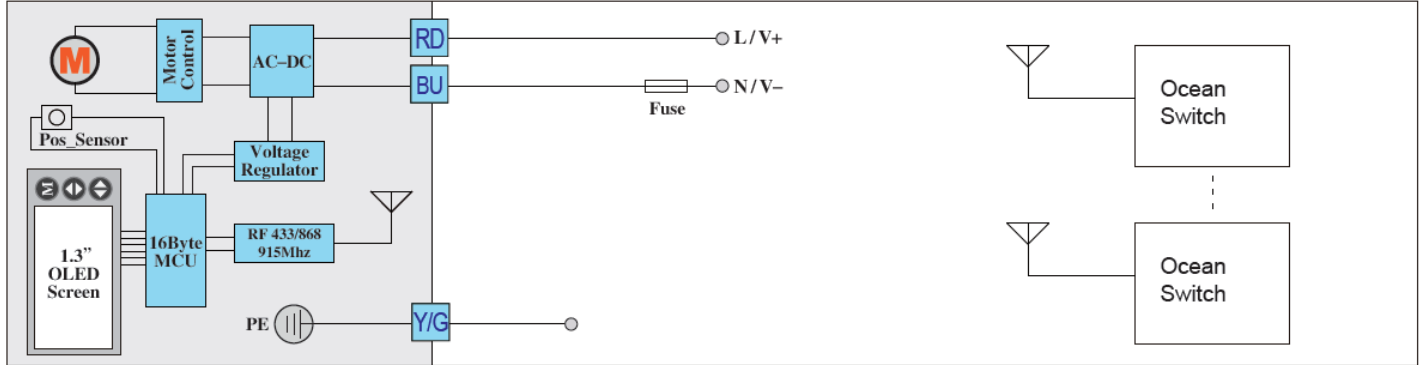 M
Motor
Control
AC–DC
RD
L / V+
BU
N / V–
Fuse
Pos_Sensor
Voltage
Regulator
M
1.3”
OLED
Screen
16Byte
MCU
RF 433/868
915Mhz
PE
Y/G
Ocean
Switch
Ocean
Switch